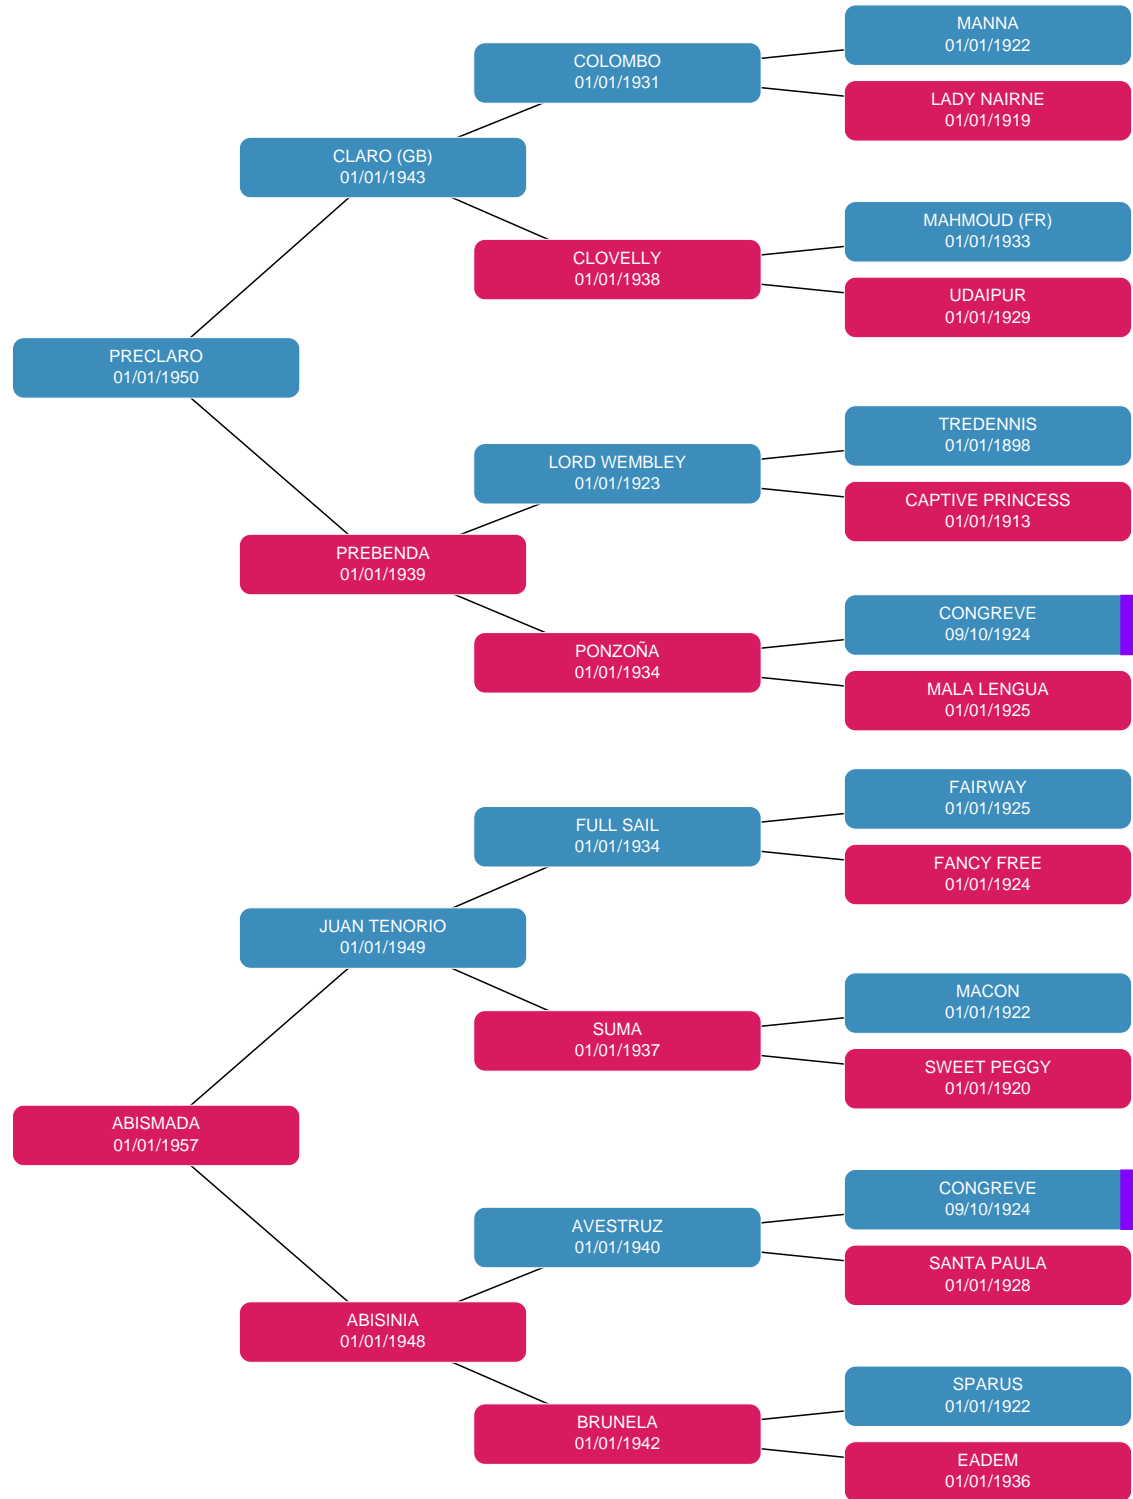 MANNA
01/01/1922
COLOMBO
01/01/1931
LADY NAIRNE
01/01/1919
CLARO (GB)
01/01/1943
MAHMOUD (FR)
01/01/1933
CLOVELLY
01/01/1938
UDAIPUR
01/01/1929
PRECLARO
01/01/1950
TREDENNIS
01/01/1898
LORD WEMBLEY
01/01/1923
CAPTIVE PRINCESS
01/01/1913
PREBENDA
01/01/1939
CONGREVE
09/10/1924
PONZOÑA
01/01/1934
MALA LENGUA
01/01/1925
FAIRWAY
01/01/1925
FULL SAIL
01/01/1934
FANCY FREE
01/01/1924
JUAN TENORIO
01/01/1949
MACON
01/01/1922
SUMA
01/01/1937
SWEET PEGGY
01/01/1920
ABISMADA
01/01/1957
CONGREVE
09/10/1924
AVESTRUZ
01/01/1940
SANTA PAULA
01/01/1928
ABISINIA
01/01/1948
SPARUS
01/01/1922
BRUNELA
01/01/1942
EADEM
01/01/1936